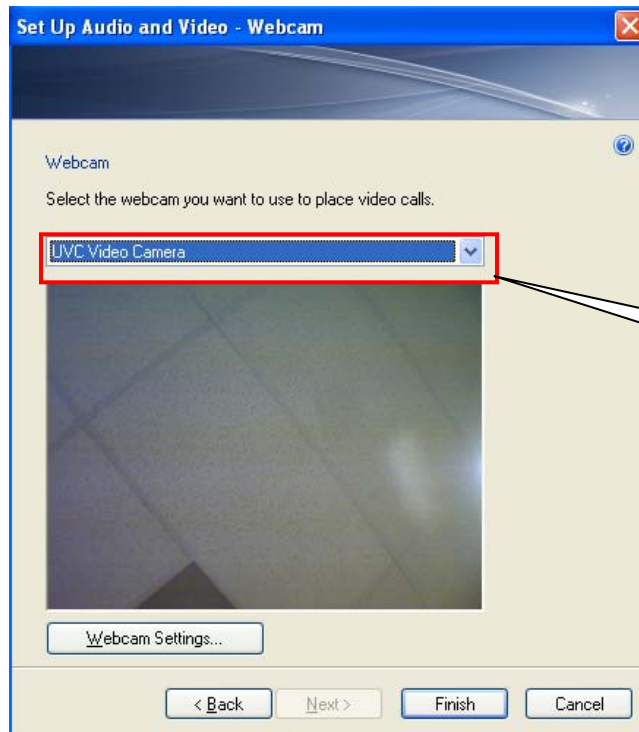 Set Up Audio and Video - Webcam
Webcam
Select the webcam you want to use to place video calls.
UVC Video Camera
Webcam Settings...
< Back Next > Finish Cancel